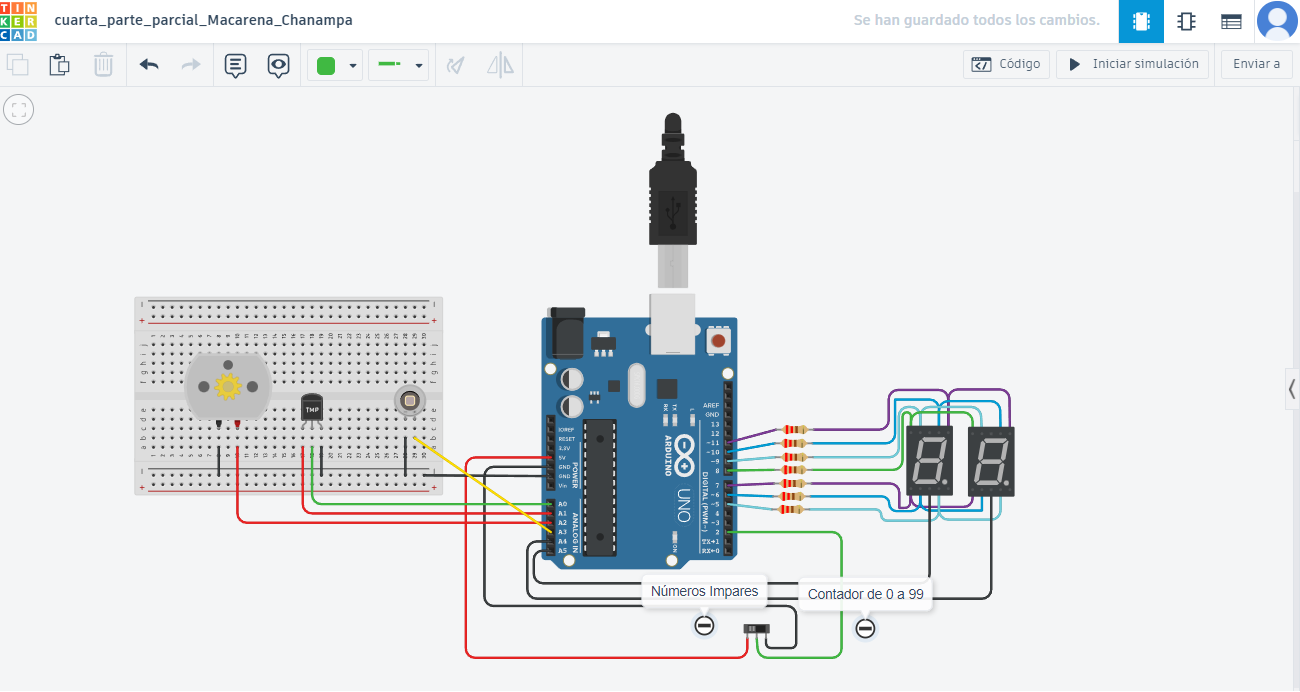 TIN
KER
CAD
cuarta_parte_parcial_Macarena_Chanampa
Se han guardado todos los cambios.
Código
Iniciar simulación
Enviar a
TMP
IOREF
RESET
3.3V
5V
GND
GND
Vin
POWER
A0
A1
A2
A3
A4
A5
ANALOG IN
RX
TX
L
ARDUINO
UNO
ON
AREF
GND
13
12
~11
~10
~9
8
7
~6
~5
4
~3
2
TX→1
RX←0
DIGITAL (PWM~)
Números Impares
Contador de 0 a 99